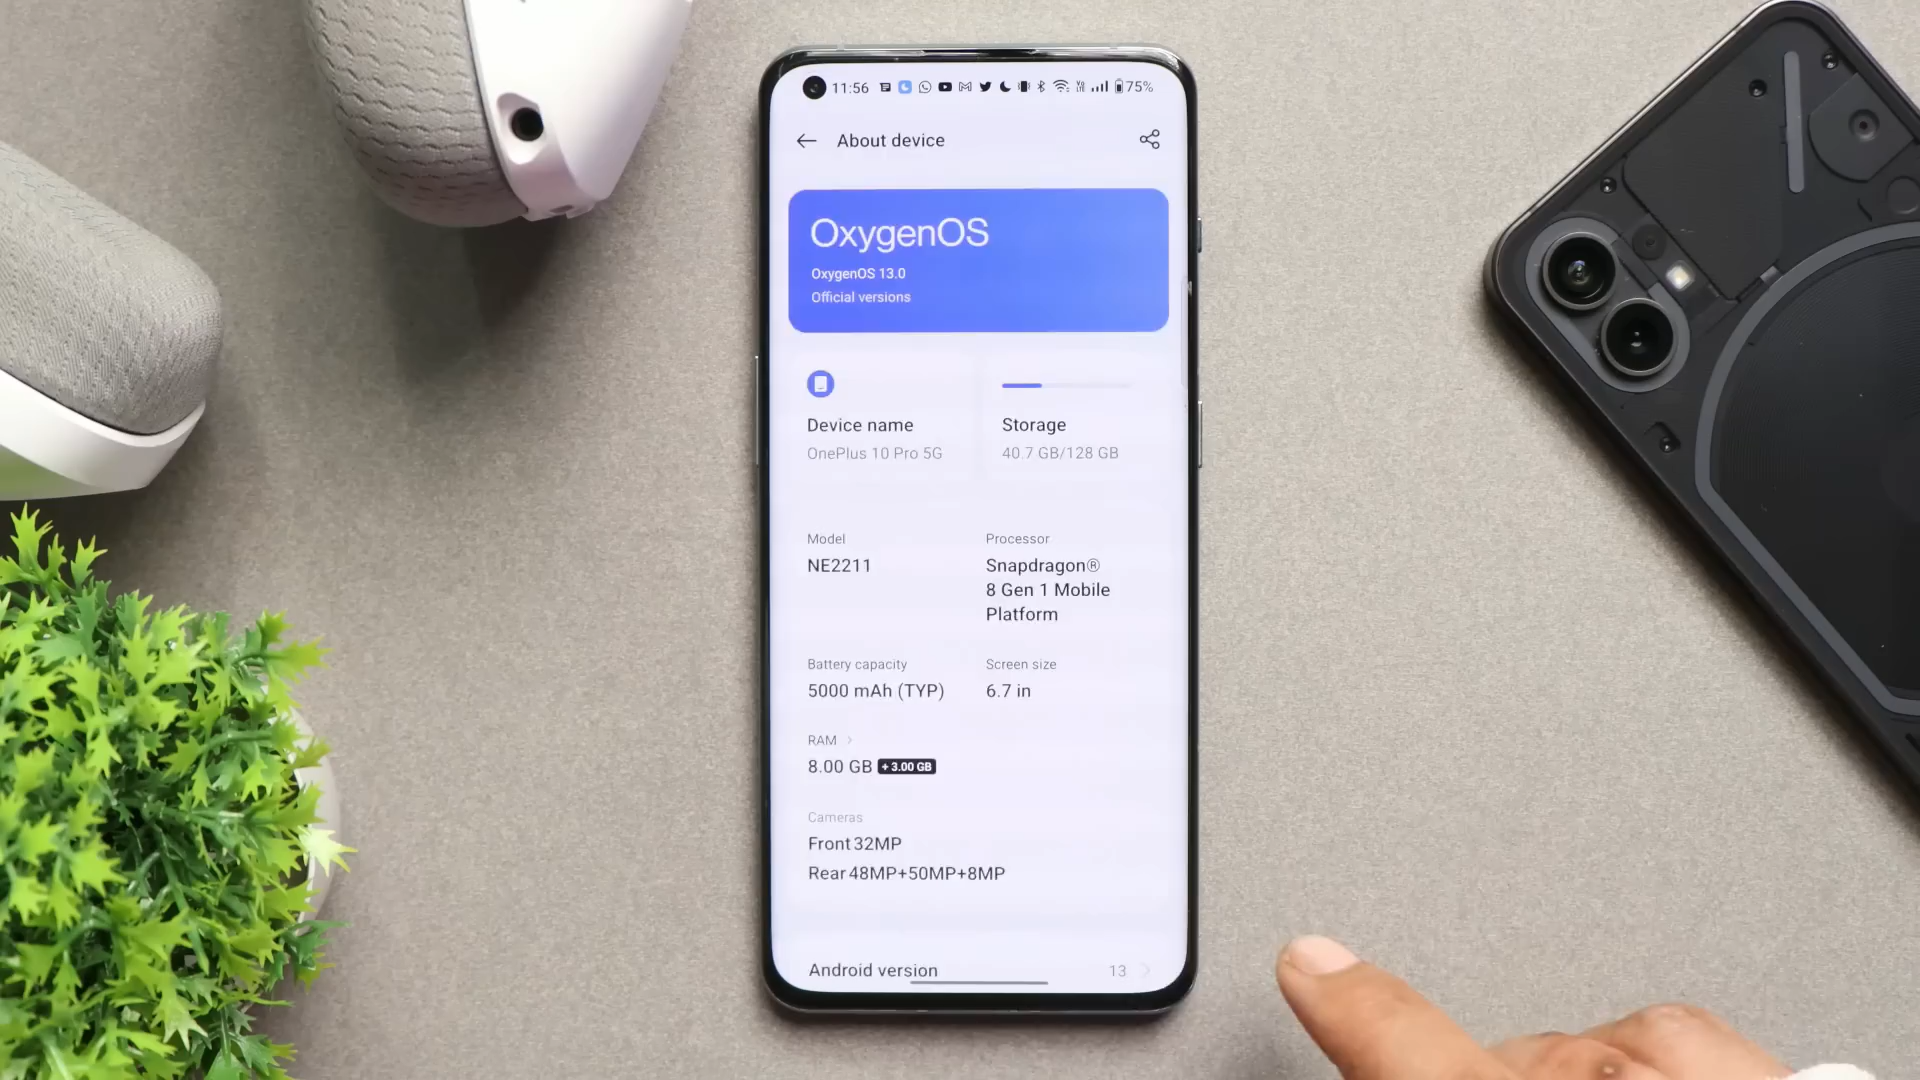 11:56
75%
About device
OxygenOS
OxygenOS 13.0
Official versions
Device name
OnePlus 10 Pro 5G
Storage
40.7 GB/128 GB
Model
NE2211
Processor
Snapdragon®
8 Gen 1 Mobile
Platform
Battery capacity
5000 mAh (TYP)
Screen size
6.7 in
RAM
8.00 GB +3.00 GB
Cameras
Front 32MP
Rear 48MP+50MP+8MP
Android version 13